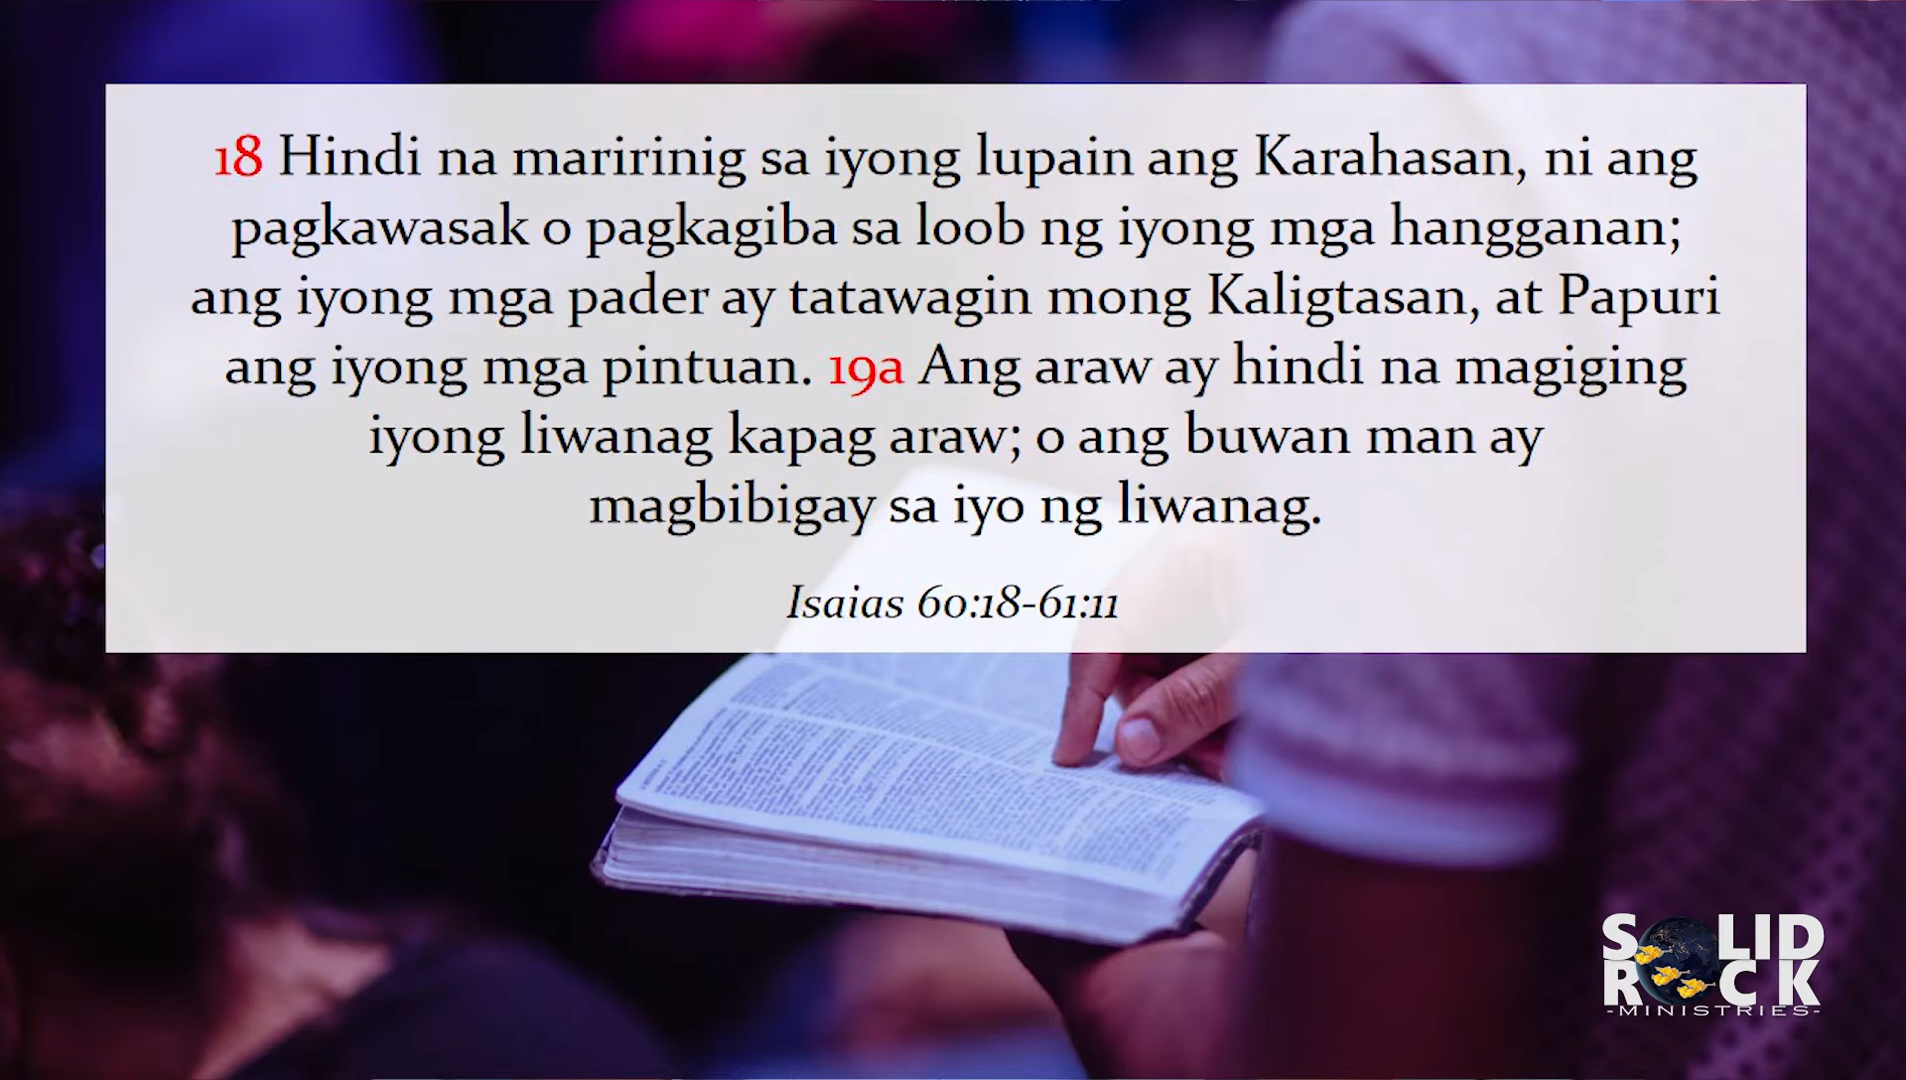 18 Hindi na maririnig sa iyong lupain ang Karahasan, ni ang
pagkawasak o pagkagiba sa loob ng iyong mga hangganan;
ang iyong mga pader ay tatawagin mong Kaligtasan, at Papuri
ang iyong mga pintuan. 19a Ang araw ay hindi na magiging
iyong liwanag kapag araw; o ang buwan man ay
magbibigay sa iyo ng liwanag.
Isaias 60:18-61:11
SOLID
ROCK
-MINISTRIES-